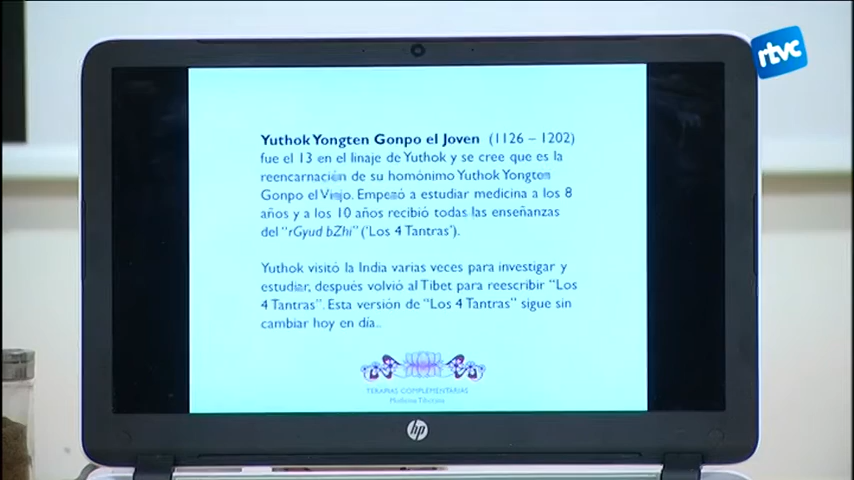 rtvc
Yuthok Yongten Gonpo el Joven (1126 – 1202)
fue el 13 en el linaje de Yuthok y se cree que es la
reencarnación de su homónimo Yuthok Yongten
Gonpo el Viejo. Empezó a estudiar medicina a los 8
años y a los 10 años recibió todas las enseñanzas
del “rGyud bZhi” (‘Los 4 Tantras’).
Yuthok visitó la India varias veces para investigar y
estudiar, después volvió al Tibet para reescribir “Los
4 Tantras”. Esta versión de “Los 4 Tantras” sigue sin
cambiar hoy en día..
TERAPIAS COMPLEMENTARIAS
Medicina Tibetana
hp